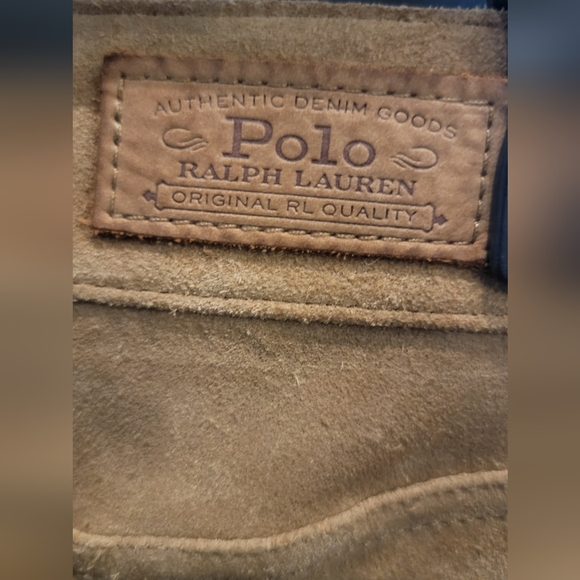 AUTHENTIC DENIM GOODS
Polo
RALPH LAUREN
ORIGINAL RL QUALITY